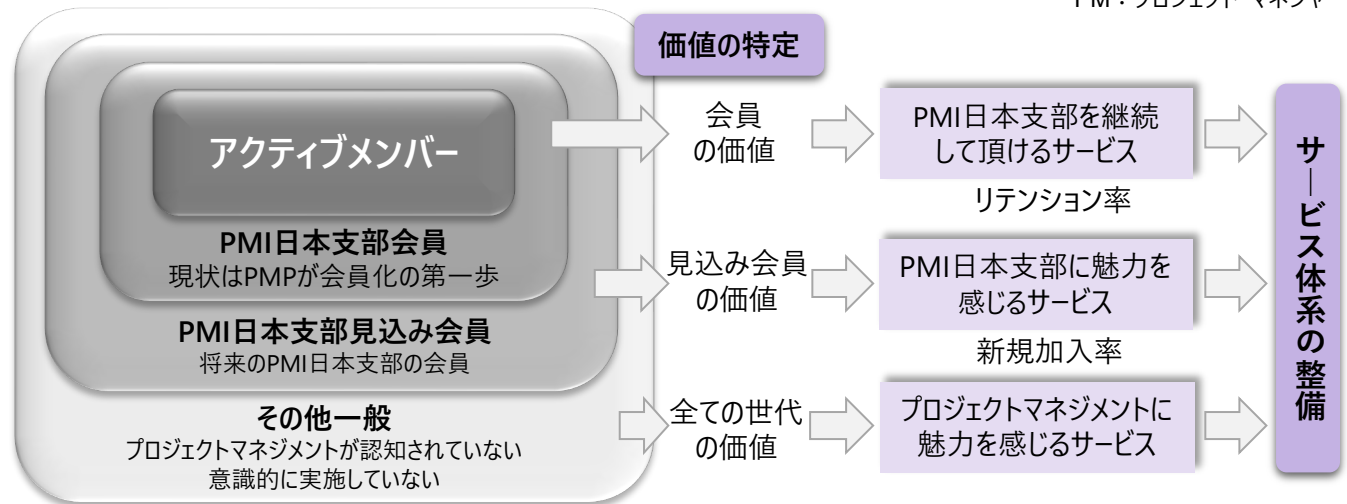 PM：プロジェクト マネジャ
価値の特定
アクティブメンバー
PMI日本支部会員
現状はPMPが会員化の第一歩
PMI日本支部見込み会員
将来のPMI日本支部の会員
その他一般
プロジェクトマネジメントが認知されていない
意識的に実施していない
会員
の価値
PMI日本支部を継続
して頂けるサービス
リテンション率
見込み会員
の価値
PMI日本支部に魅力を
感じるサービス
新規加入率
全ての世代
の価値
プロジェクトマネジメントに
魅力を感じるサービス
サービス体系の整備